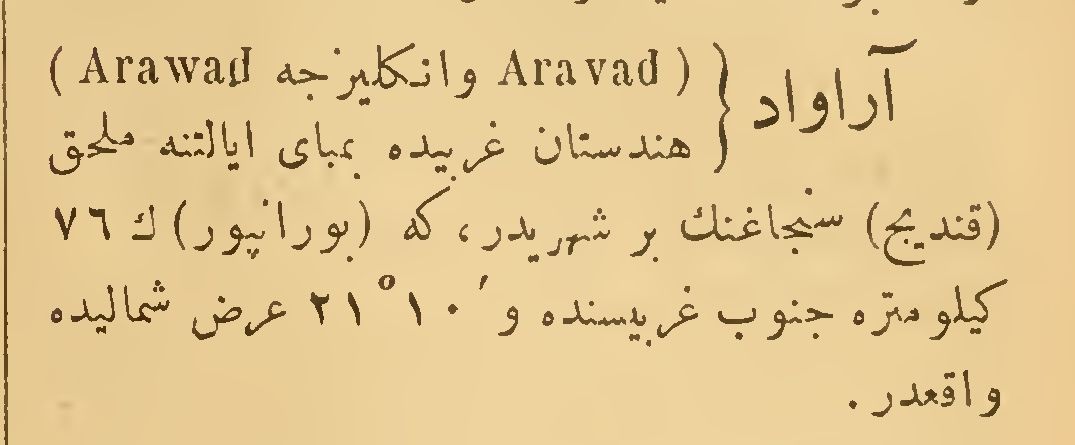 آراواد { ( Aravad وانكليزجه Arawad )
هندستان غربيده بمباى ايالتنه ملحق
(قنديج) سنجاغنك بر شهريدر، كه (بورانپور) ك ٧٦
كيلو متره جنوب غربيسنده و ′١٠ °٢١ عرض شماليده
واقعدر .